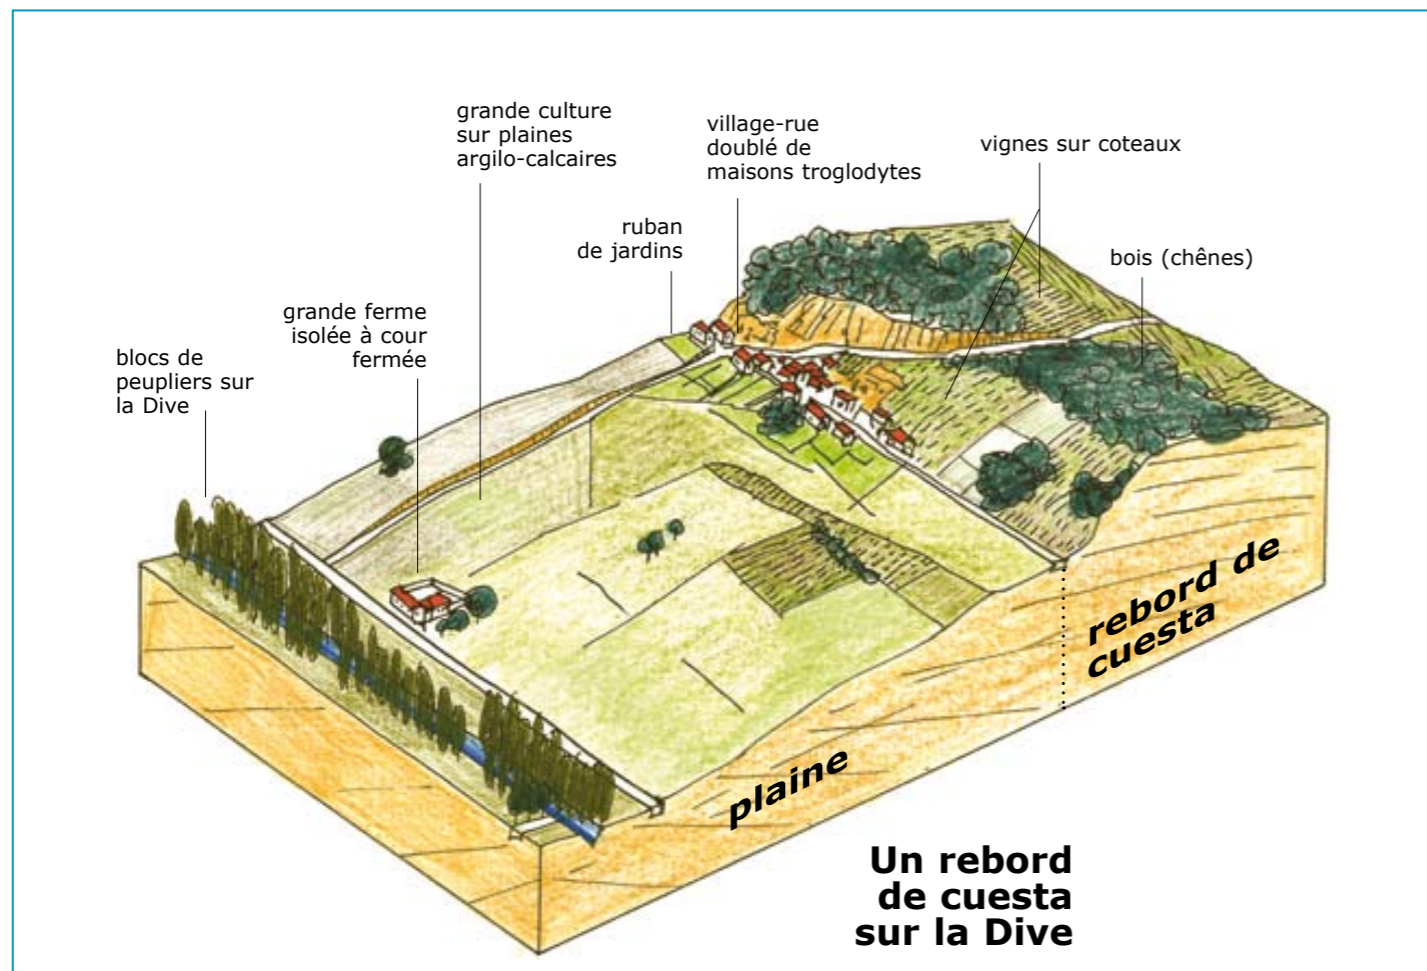 grande culture
sur plaines
argilo-calcaires
village-rue
doublé de
maisons troglodytes
vignes sur coteaux
ruban
de jardins
bois (chênes)
grande ferme
isolée à cour
fermée
blocs de
peupliers sur
la Dive
rebord de
cuesta
plaine
Un rebord
de cuesta
sur la Dive